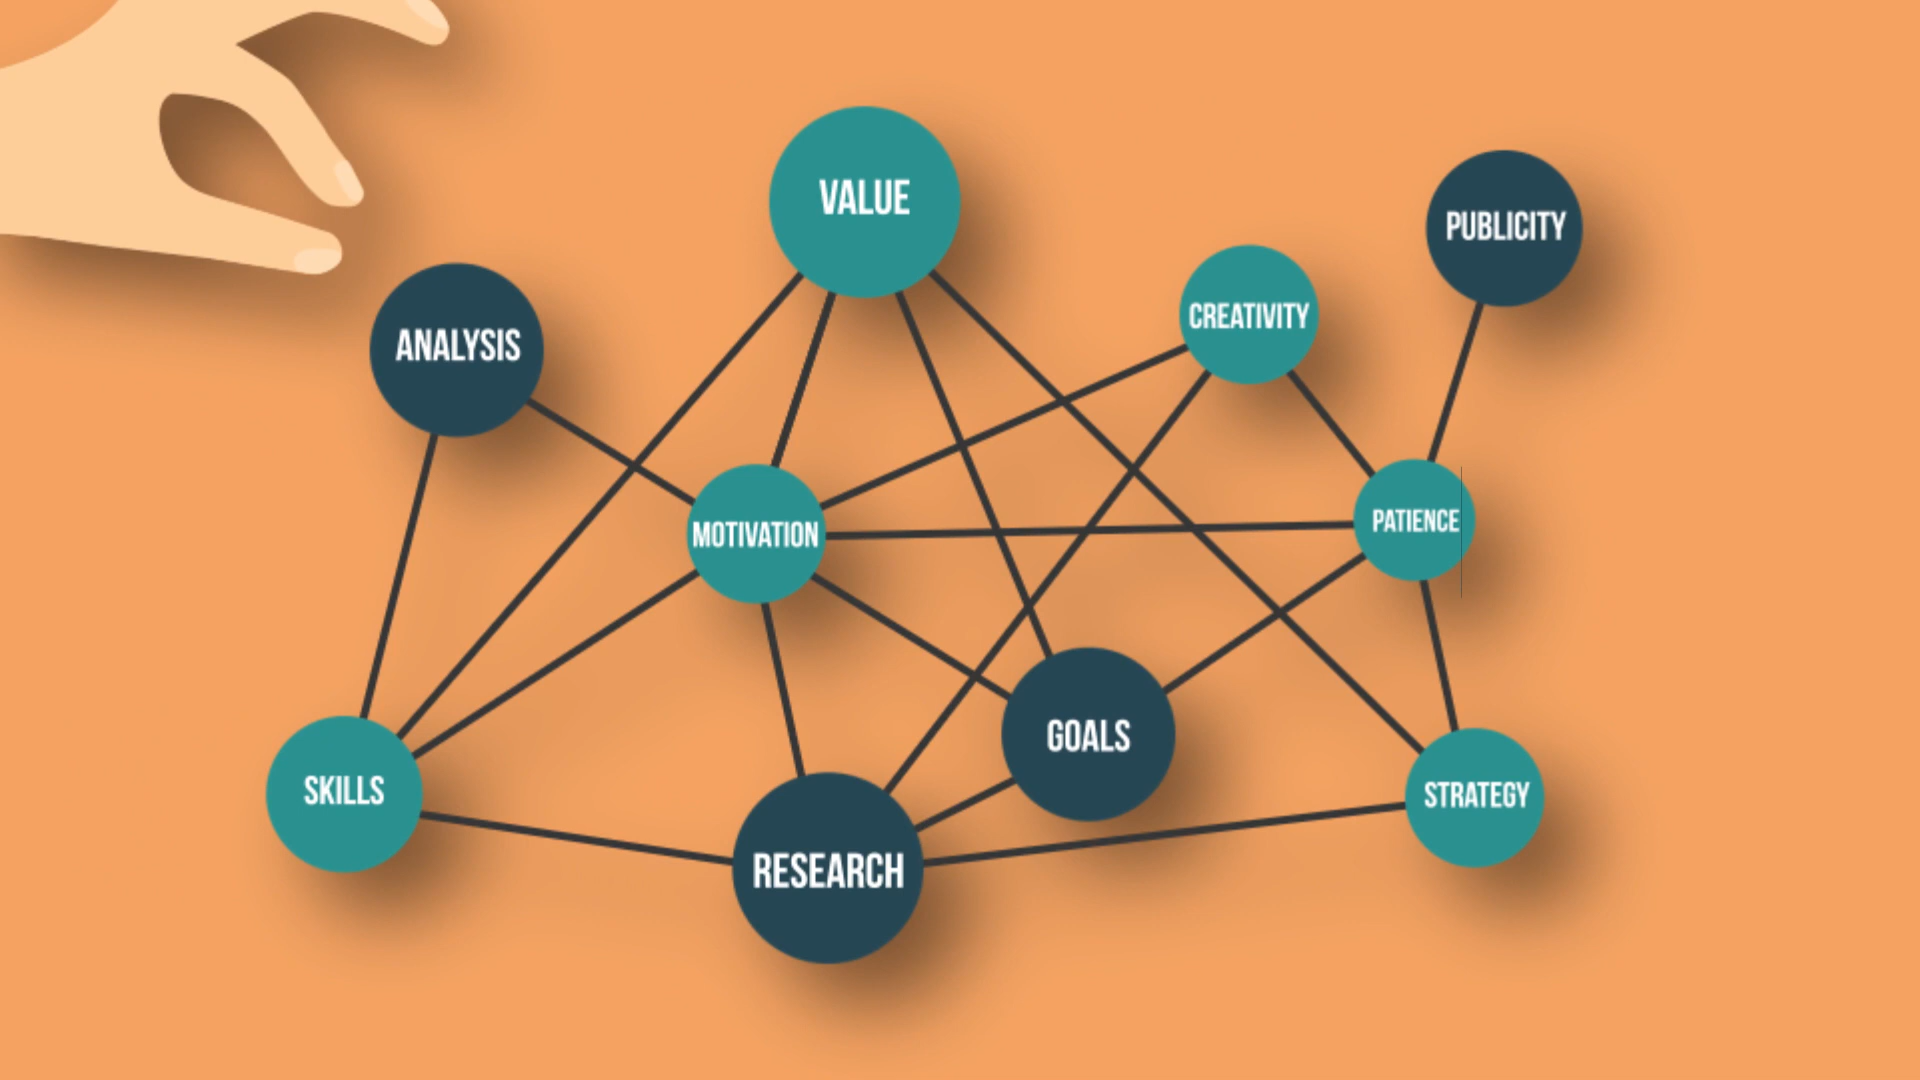 VALUE
PUBLICITY
CREATIVITY
ANALYSIS
PATIENCE
MOTIVATION
GOALS
SKILLS
STRATEGY
RESEARCH